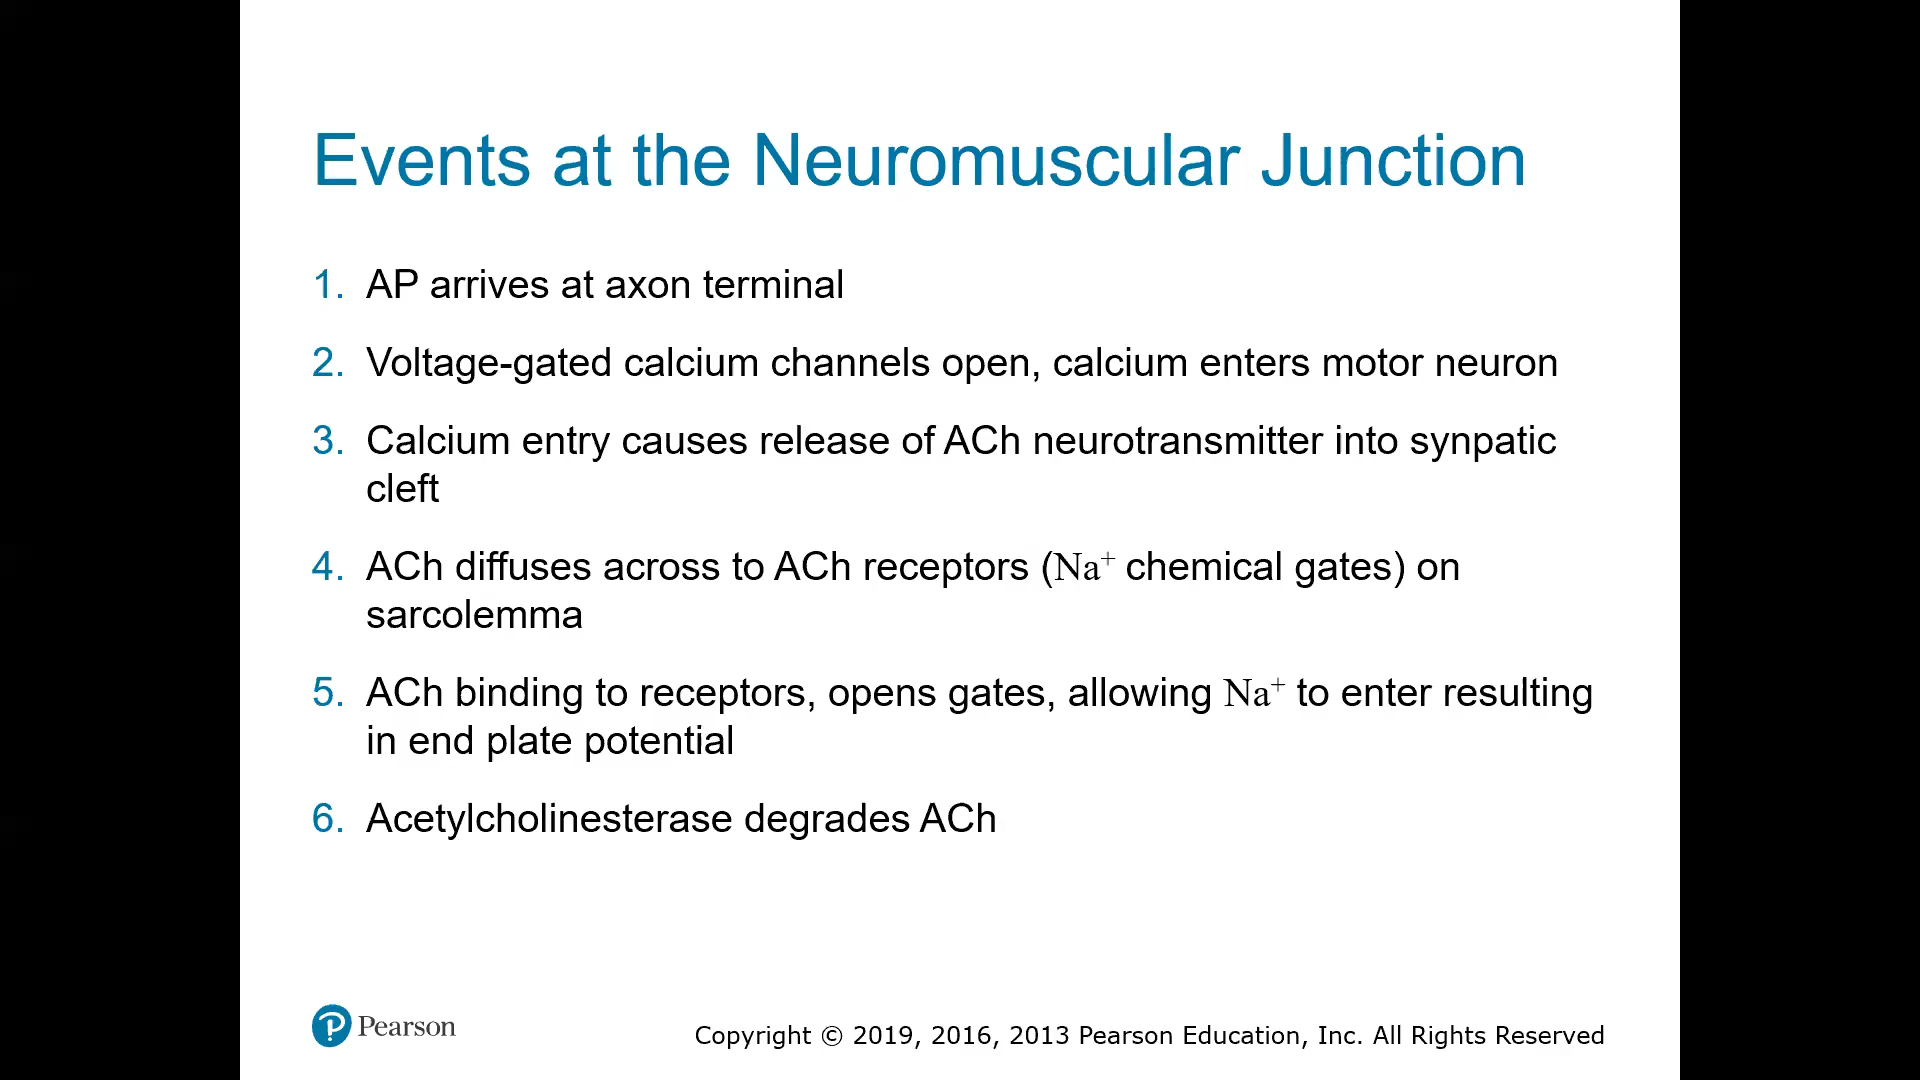 Events at the Neuromuscular Junction
1. AP arrives at axon terminal
2. Voltage-gated calcium channels open, calcium enters motor neuron
3. Calcium entry causes release of ACh neurotransmitter into synpatic
cleft
4. ACh diffuses across to ACh receptors (Na⁺ chemical gates) on
sarcolemma
5. ACh binding to receptors, opens gates, allowing Na⁺ to enter resulting
in end plate potential
6. Acetylcholinesterase degrades ACh
Pearson
Copyright © 2019, 2016, 2013 Pearson Education, Inc. All Rights Reserved